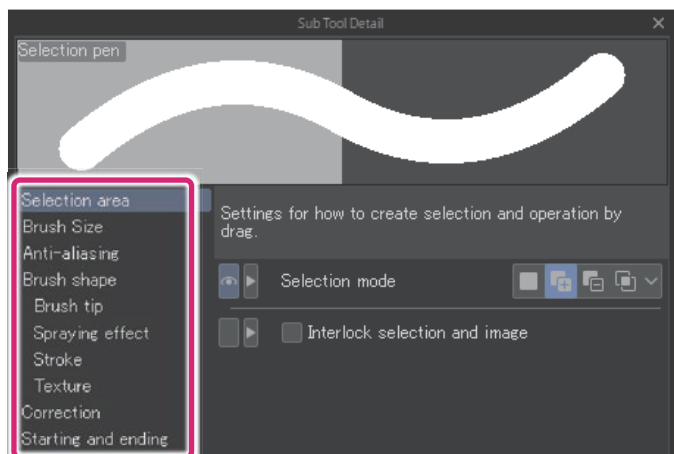 Sub Tool Detail
Selection pen
Selection area
Brush Size
Anti-aliasing
Brush shape
Brush tip
Spraying effect
Stroke
Texture
Correction
Starting and ending
Settings for how to create selection and operation by
drag.
Selection mode
Interlock selection and image